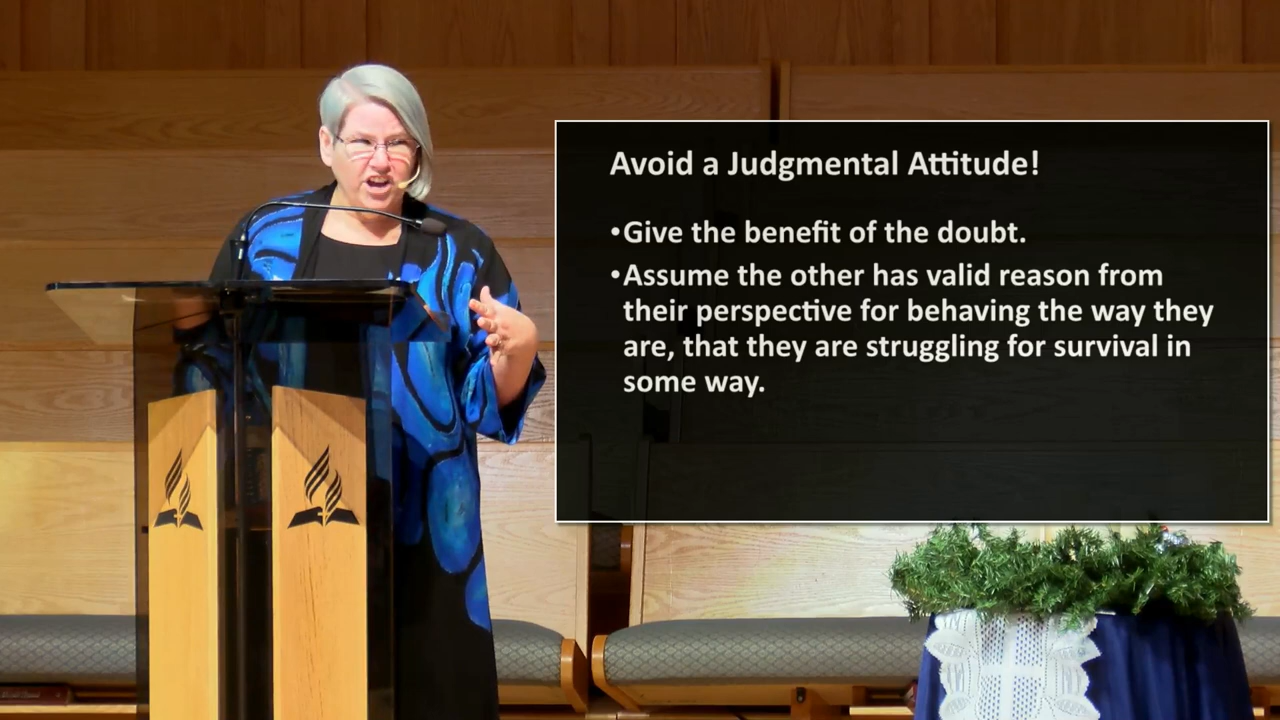 Avoid a Judgmental Attitude!
•Give the benefit of the doubt.
•Assume the other has valid reason from
their perspective for behaving the way they
are, that they are struggling for survival in
some way.